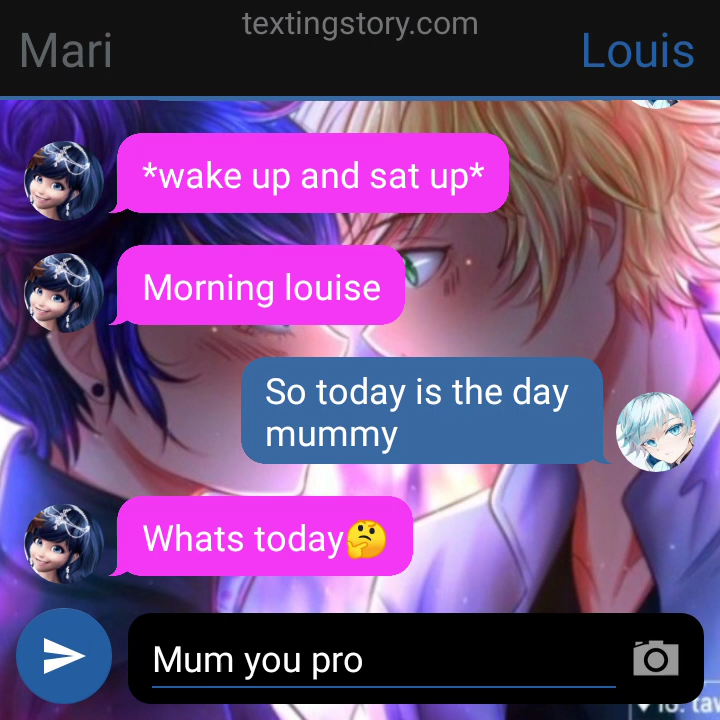 textingstory.com
Mari
Louis
*wake up and sat up*
Morning louise
So today is the day
mummy
Whats today🤔
Mum you pro